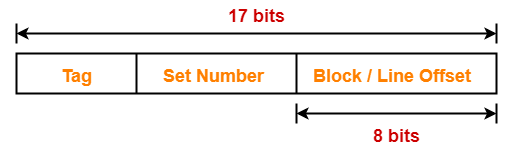 17 bits
Tag Set Number Block / Line Offset
8 bits